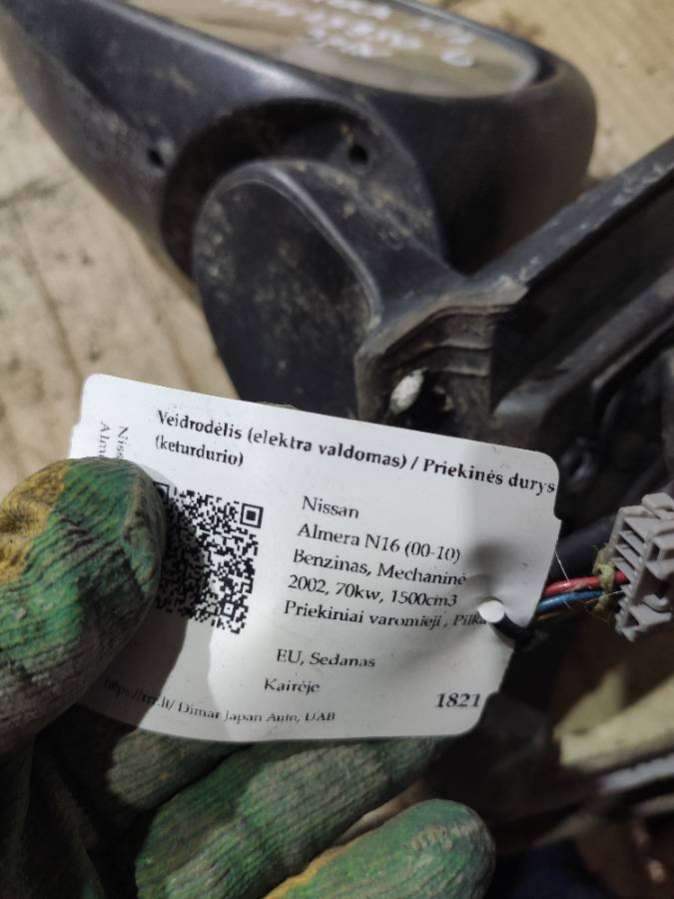 Veidrodėlis (elektra valdomas) / Priekinės durys
(keturdurio)
Nissan
Almera N16 (00-10)
Benzinas, Mechaninė
2002, 70kw, 1500cm3
Priekiniai varomieji , Pilka
EU, Sedanas
Kairėje
1821
Dimar Japan Auto, UAB